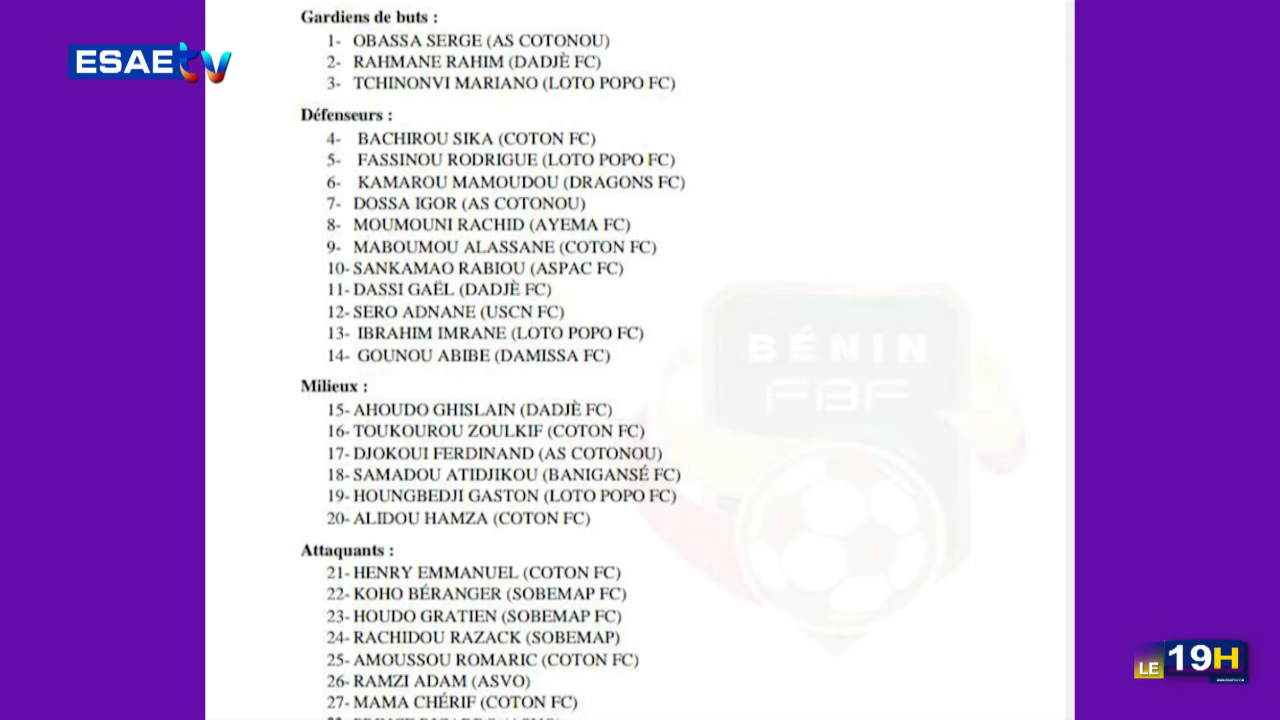 ESAE tv
Gardiens de buts :
1- OBASSA SERGE (AS COTONOU)
2- RAHMANE RAHIM (DADJÈ FC)
3- TCHINONVI MARIANO (LOTO POPO FC)
Défenseurs :
4- BACHIROU SIKA (COTON FC)
5- FASSINOU RODRIGUE (LOTO POPO FC)
6- KAMAROU MAMOUDOU (DRAGONS FC)
7- DOSSA IGOR (AS COTONOU)
8- MOUMOUNI RACHID (AYEMA FC)
9- MABOUMOU ALASSANE (COTON FC)
10- SANKAMAO RABIOU (ASPAC FC)
11- DASSI GAËL (DADJÈ FC)
12- SERO ADNANE (USCN FC)
13- IBRAHIM IMRANE (LOTO POPO FC)
14- GOUNOU ABIBE (DAMISSA FC)
BÉNIN
FBF
Milieux :
15- AHOUDO GHISLAIN (DADJÈ FC)
16- TOUKOUROU ZOULKIF (COTON FC)
17- DJOKOUI FERDINAND (AS COTONOU)
18- SAMADOU ATIDJIKOU (BANIGANSÉ FC)
19- HOUNGBEDJI GASTON (LOTO POPO FC)
20- ALIDOU HAMZA (COTON FC)
Attaquants :
21- HENRY EMMANUEL (COTON FC)
22- KOHO BÉRANGER (SOBEMAP FC)
23- HOUDO GRATIEN (SOBEMAP FC)
24- RACHIDOU RAZACK (SOBEMAP)
25- AMOUSSOU ROMARIC (COTON FC)
26- RAMZI ADAM (ASVO)
27- MAMA CHÉRIF (COTON FC)
LE 19H